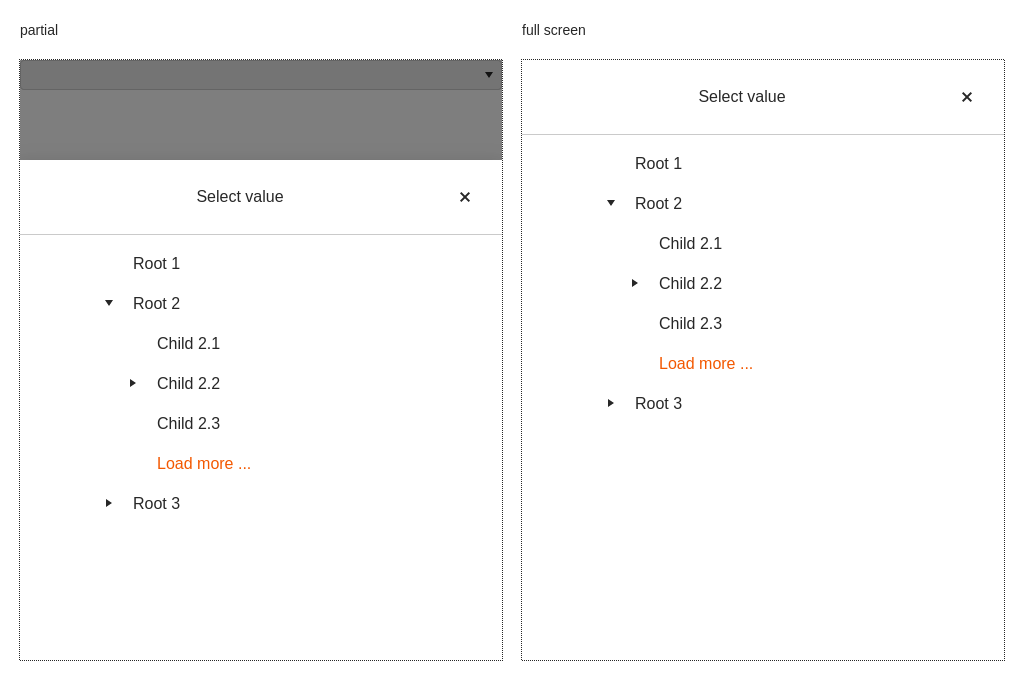 partial
Select value
Root 1
Root 2
Child 2.1
Child 2.2
Child 2.3
Load more ...
Root 3
full screen
Select value
Root 1
Root 2
Child 2.1
Child 2.2
Child 2.3
Load more ...
Root 3